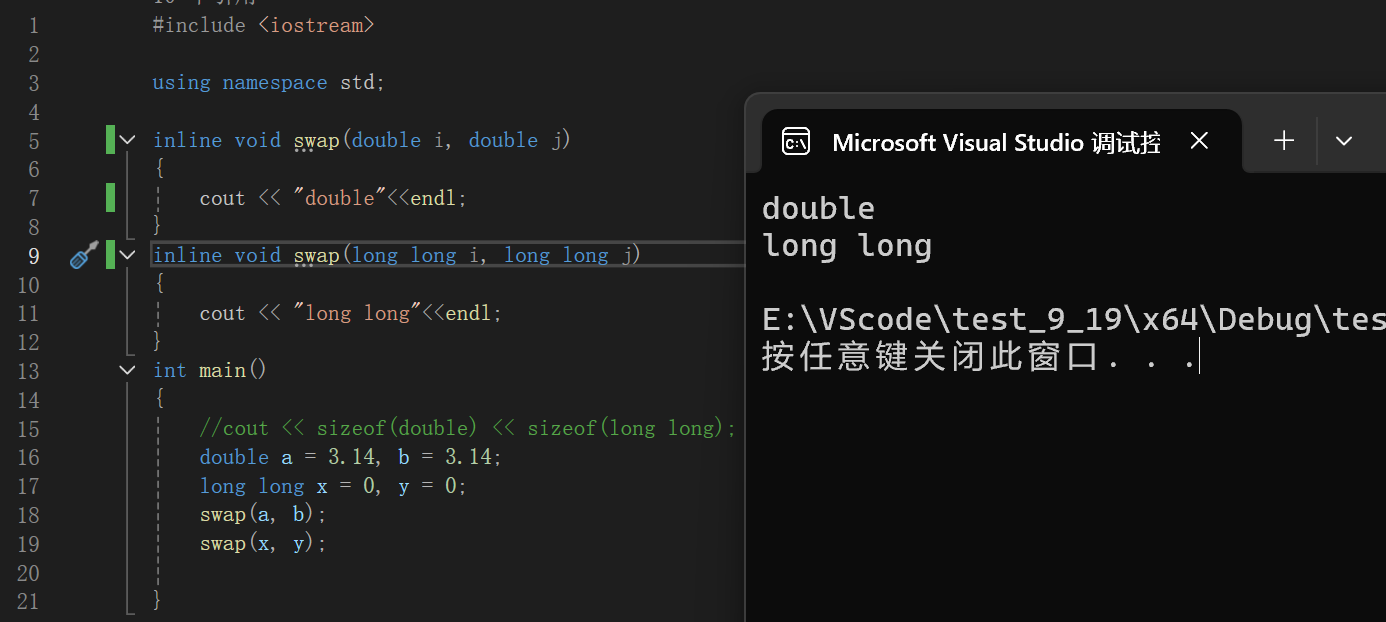 1 #include <iostream>
2
3 using namespace std;
4
5 inline void swap(double i, double j)
6 {
7 cout << "double"<<endl;
8 }
9 inline void swap(long long i, long long j)
10 {
11 cout << "long long"<<endl;
12 }
13 int main()
14 {
15 //cout << sizeof(double) << sizeof(long long);
16 double a = 3.14, b = 3.14;
17 long long x = 0, y = 0;
18 swap(a, b);
19 swap(x, y);
20
21 }
Microsoft Visual Studio 调试控
double
long long
E:\VScode\test_9_19\x64\Debug\tes
按任意键关闭此窗口. . .